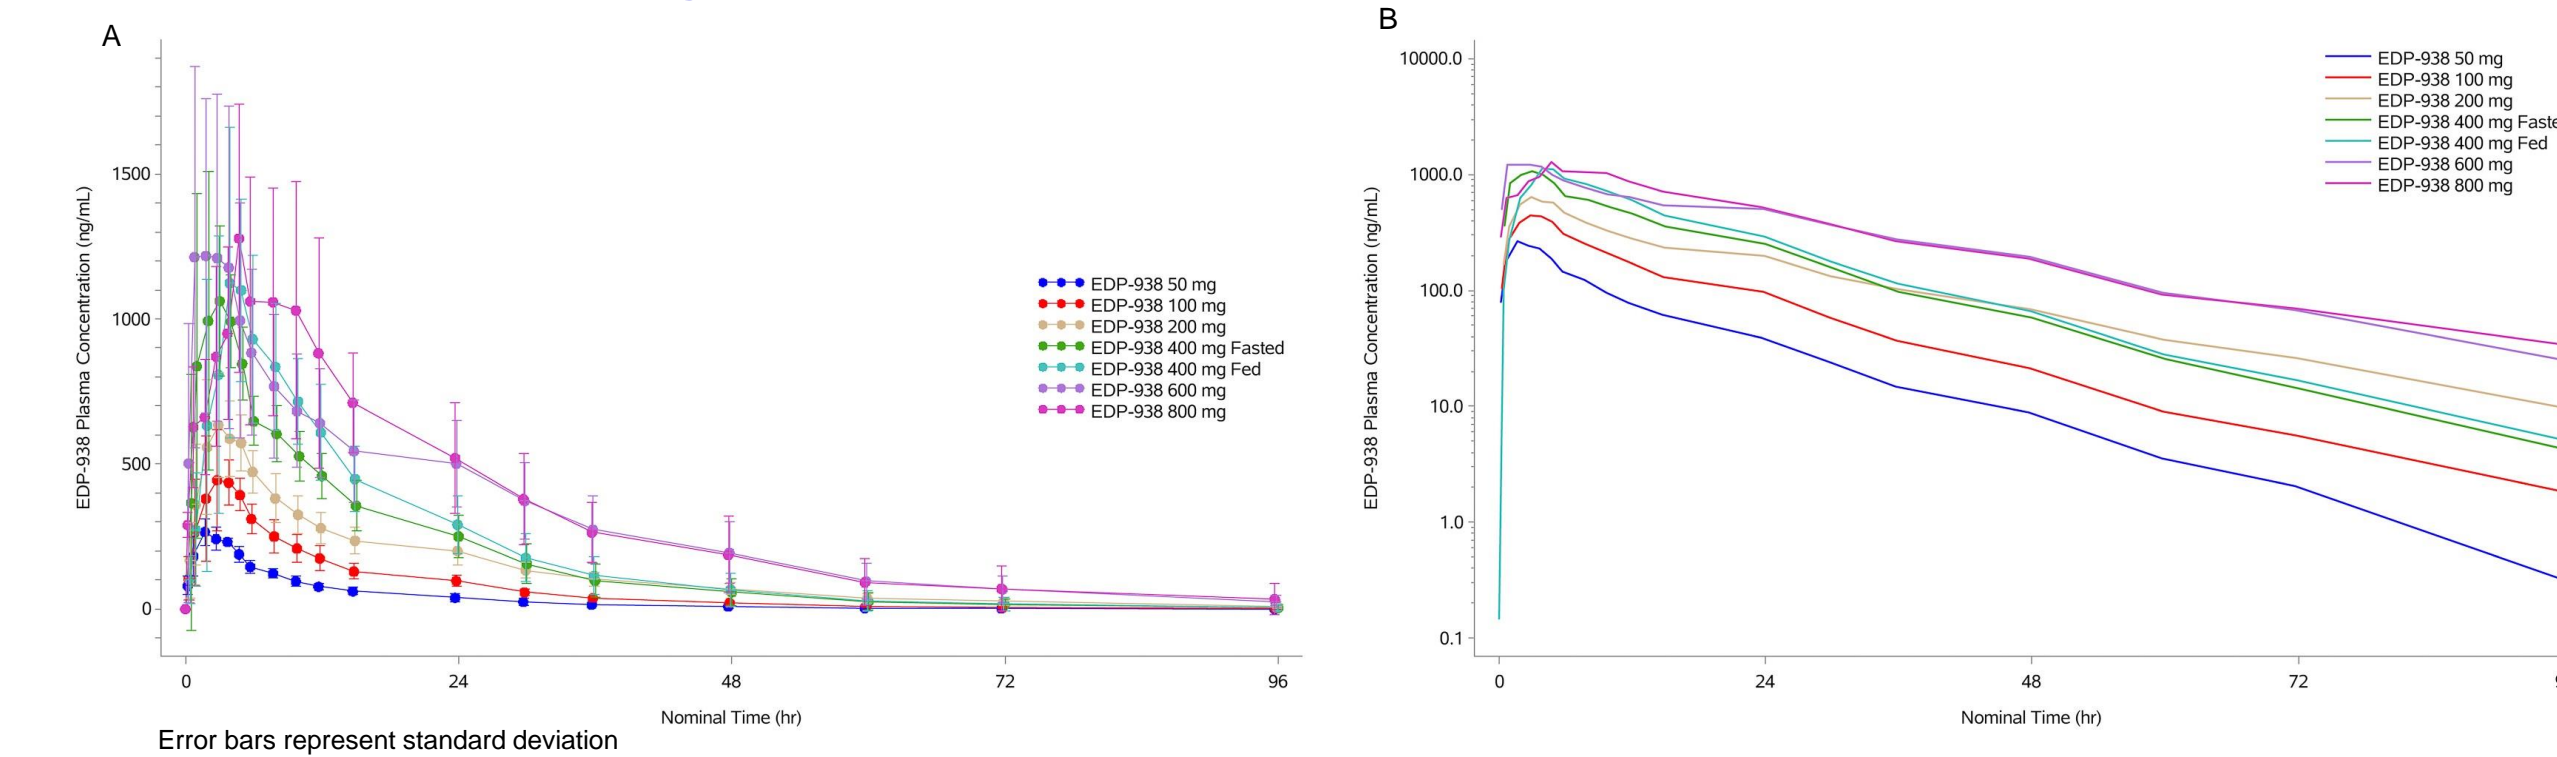 A
EDP-938 Plasma Concentration (ng/mL)
1500
1000
500
0
EDP-938 50 mg
EDP-938 100 mg
EDP-938 200 mg
EDP-938 400 mg Fasted
EDP-938 400 mg Fed
EDP-938 600 mg
EDP-938 800 mg
0 24 48 72 96
Nominal Time (hr)
Error bars represent standard deviation
B
EDP-938 Plasma Concentration (ng/mL)
10000.0
1000.0
100.0
10.0
1.0
0.1
EDP-938 50 mg
EDP-938 100 mg
EDP-938 200 mg
EDP-938 400 mg Faste
EDP-938 400 mg Fed
EDP-938 600 mg
EDP-938 800 mg
0 24 48 72
Nominal Time (hr)